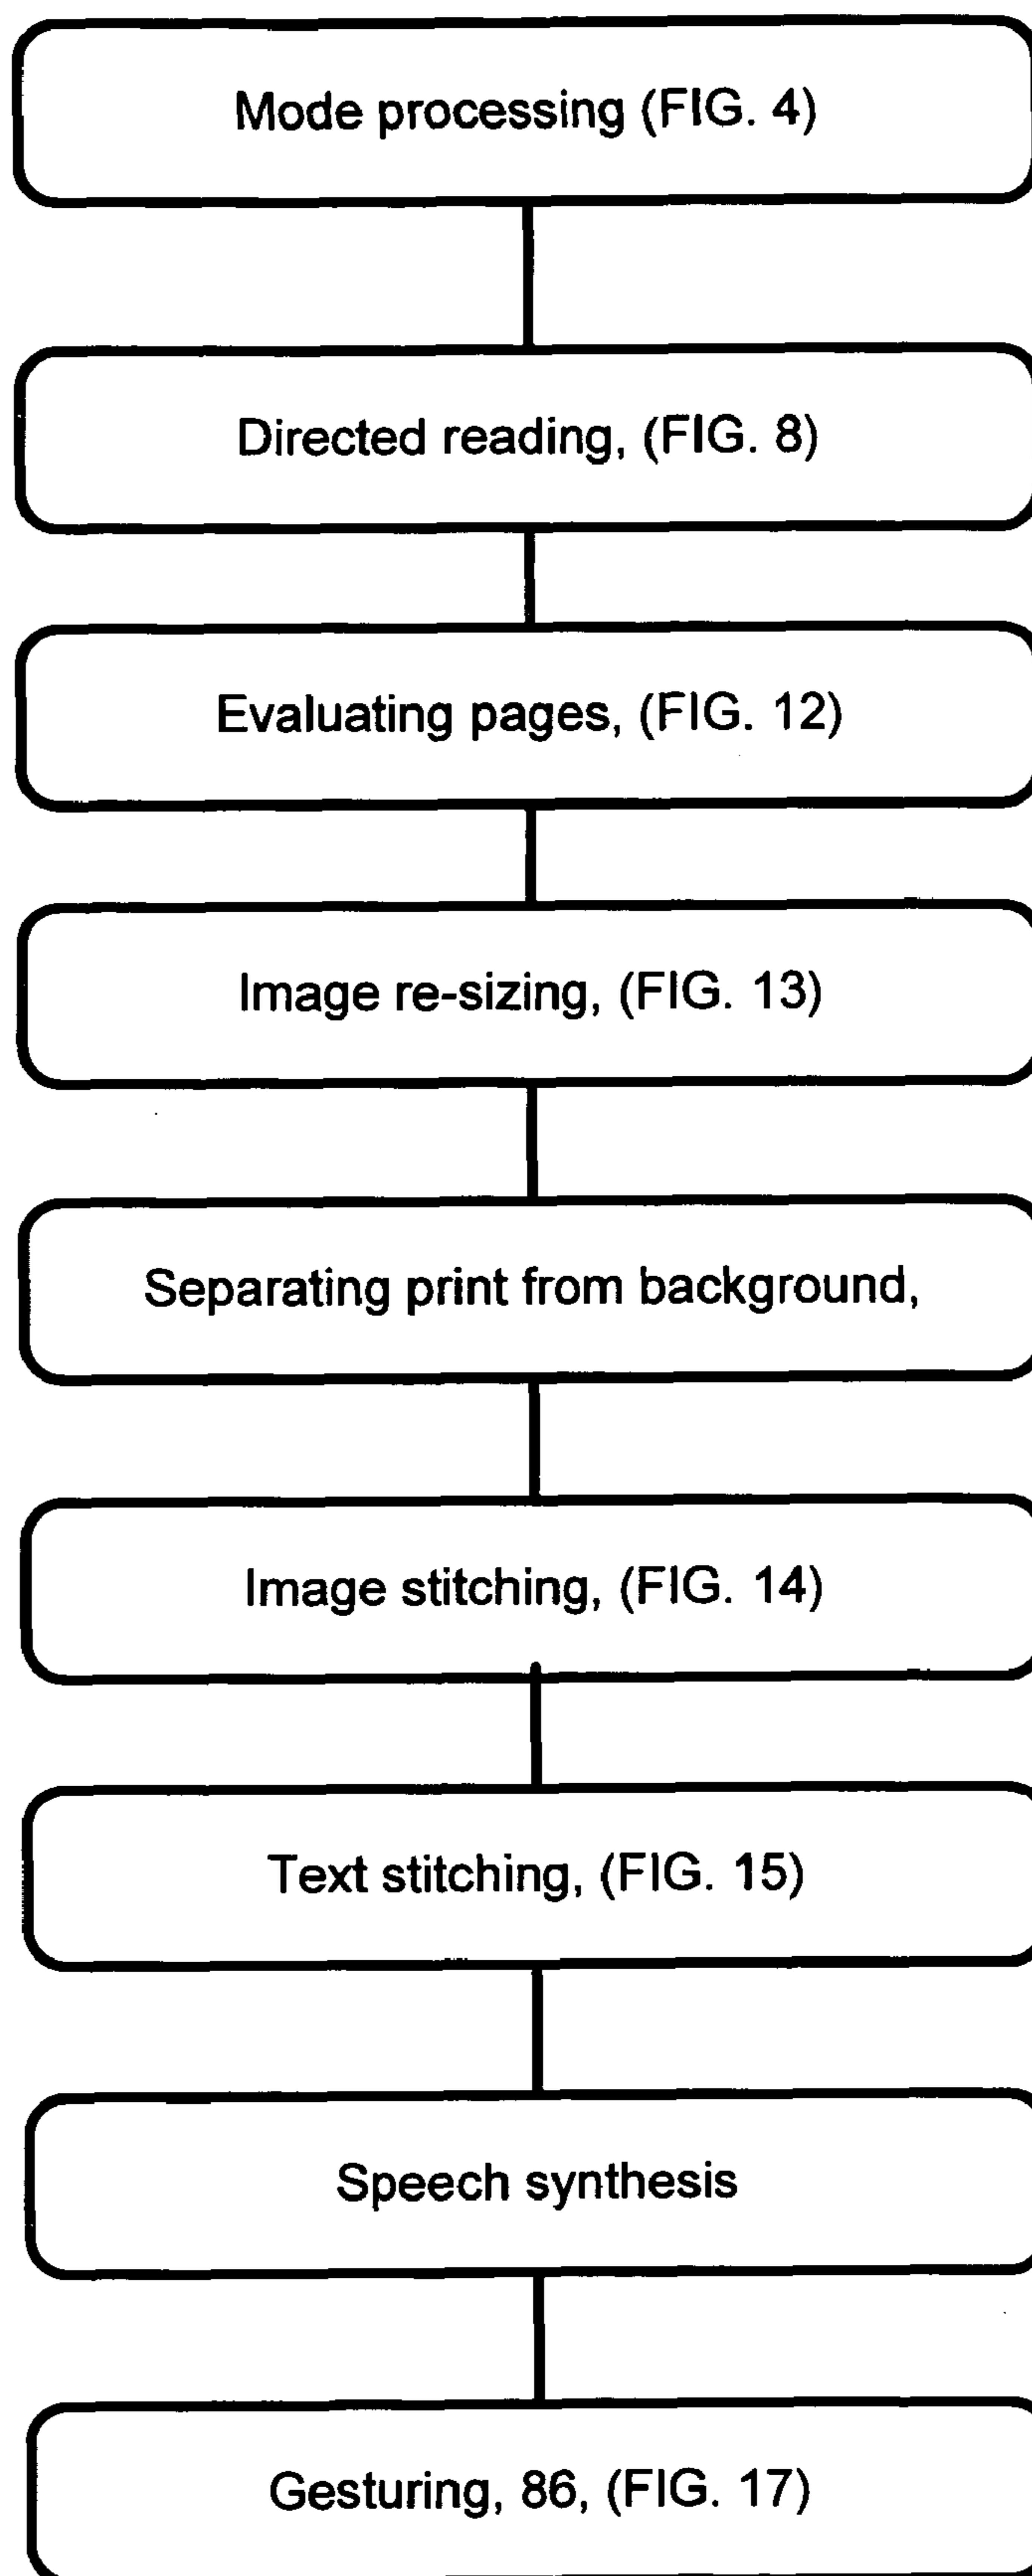 Mode processing (FIG. 4)
Directed reading, (FIG. 8)
Evaluating pages, (FIG. 12)
Image re-sizing, (FIG. 13)
Separating print from background,
Image stitching, (FIG. 14)
Text stitching, (FIG. 15)
Speech synthesis
Gesturing, 86, (FIG. 17)